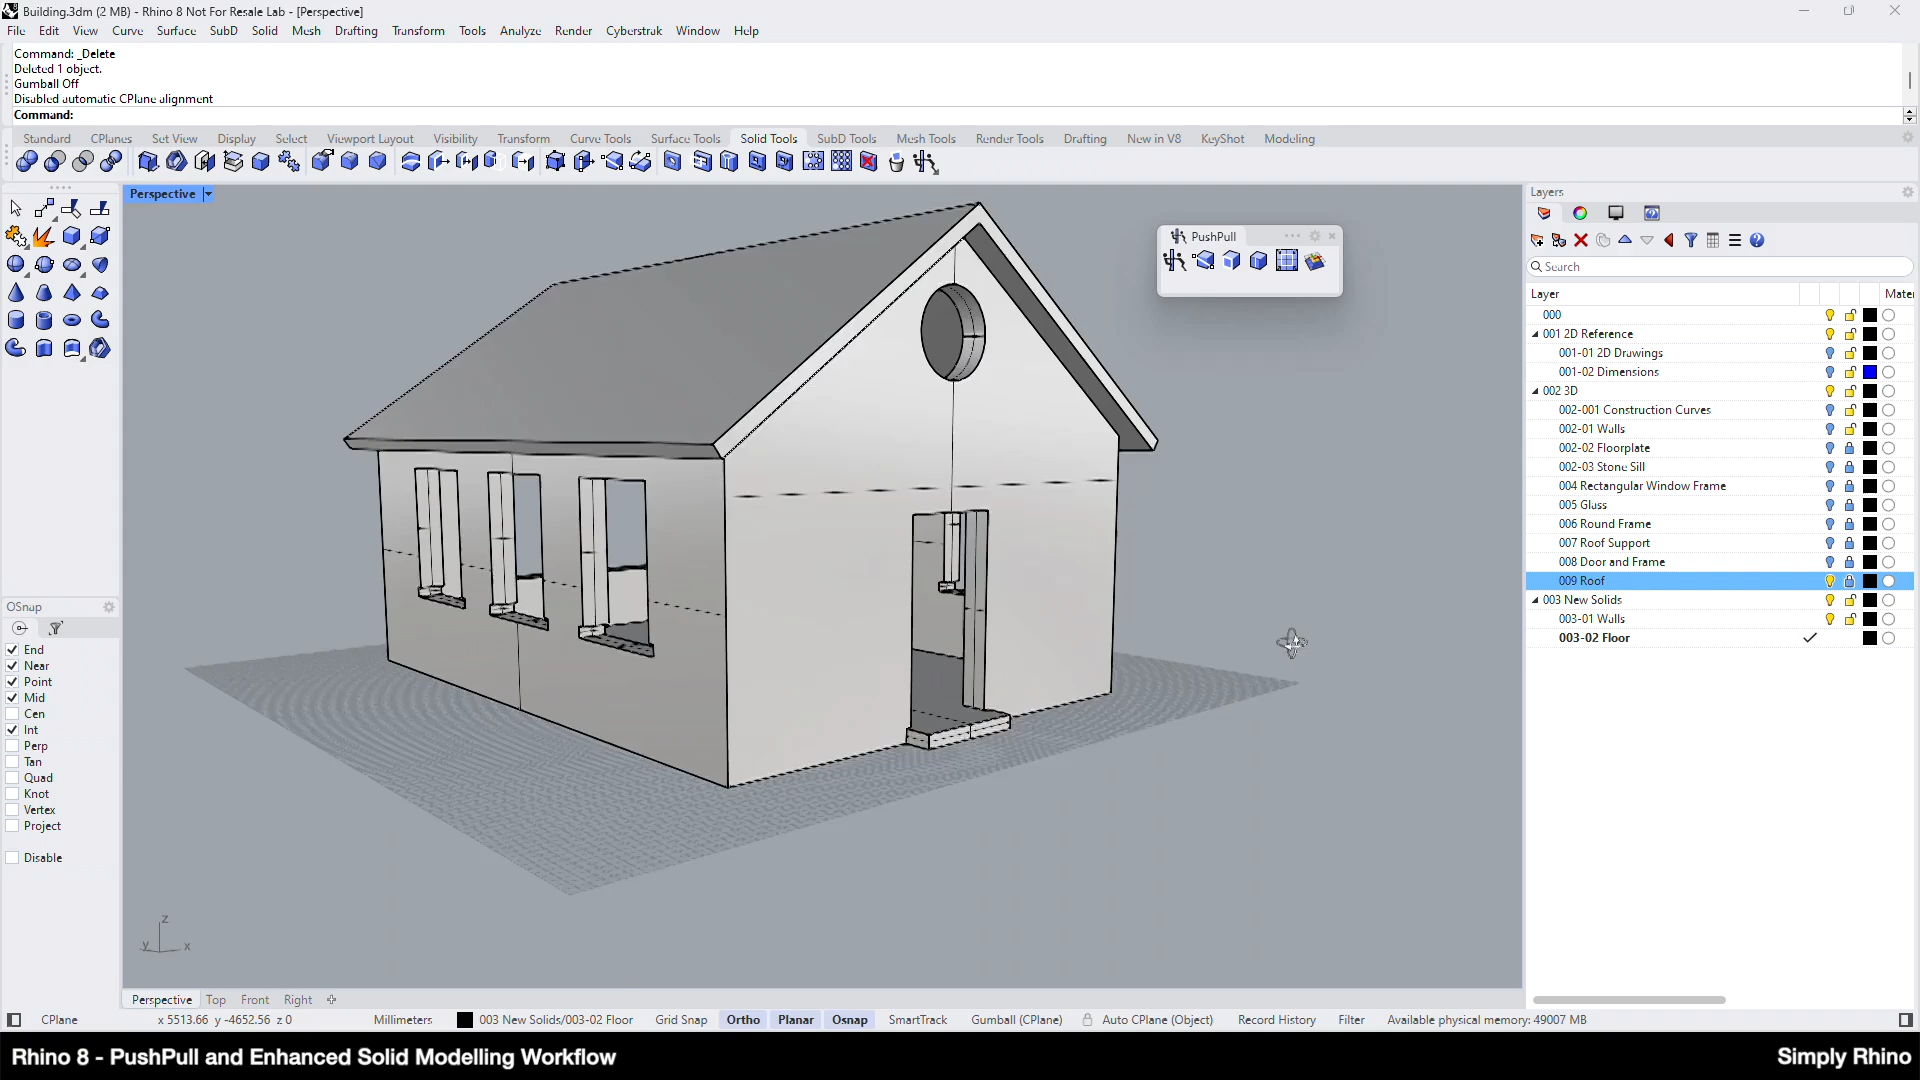 Building.3dm (2 MB) - Rhino 8 Not For Resale Lab - [Perspective]
File Edit View Curve Surface SubD Solid Mesh Drafting Transform Tools Analyze Render Cyberstrak Window Help
Command: _Delete
Deleted 1 object.
Gumball Off
Disabled automatic CPlane alignment
Command:
Standard CPlanes Set View Display Select Viewport Layout Visibility Transform Curve Tools Surface Tools Solid Tools SubD Tools Mesh Tools Render Tools Drafting New in V8 KeyShot Modeling
Perspective
PushPull
z
y
x
OSnap
End
Near
Point
Mid
Cen
Int
Perp
Tan
Quad
Knot
Vertex
Project
Disable
Layers
Search
Layer Mater
000
001 2D Reference
001-01 2D Drawings
001-02 Dimensions
002 3D
002-001 Construction Curves
002-01 Walls
002-02 Floorplate
002-03 Stone Sill
004 Rectangular Window Frame
005 Glass
006 Round Frame
007 Roof Support
008 Door and Frame
009 Roof
003 New Solids
003-01 Walls
003-02 Floor
Perspective Top Front Right
CPlane x 5513.66 y -4652.56 z 0 Millimeters 003 New Solids/003-02 Floor Grid Snap Ortho Planar Osnap SmartTrack Gumball (CPlane) Auto CPlane (Object) Record History Filter Available physical memory: 49007 MB
Rhino 8 - PushPull and Enhanced Solid Modelling Workflow
Simply Rhino